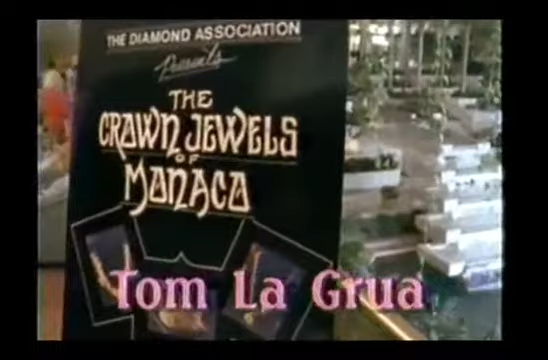 THE DIAMOND ASSOCIATION
Presents
THE
CRAWN JEWELS
OF
MANACA
Tom La Grua